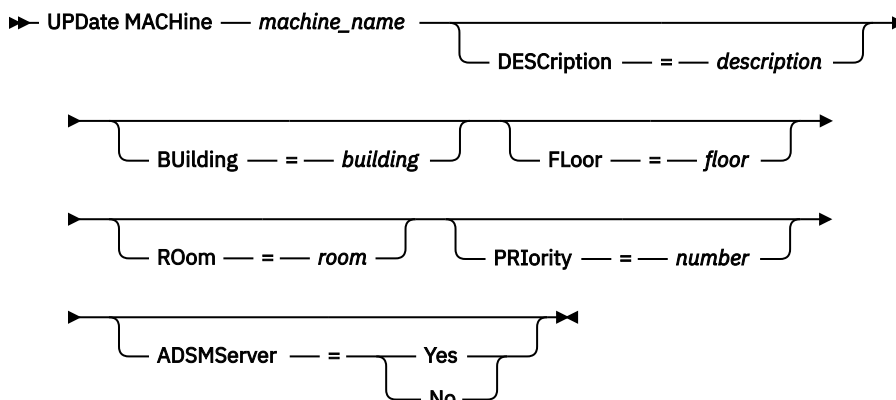 UPDate MACHine machine_name
DESCription = description
BUilding = building FLoor = floor
ROom = room PRIority = number
ADSMServer = Yes
No